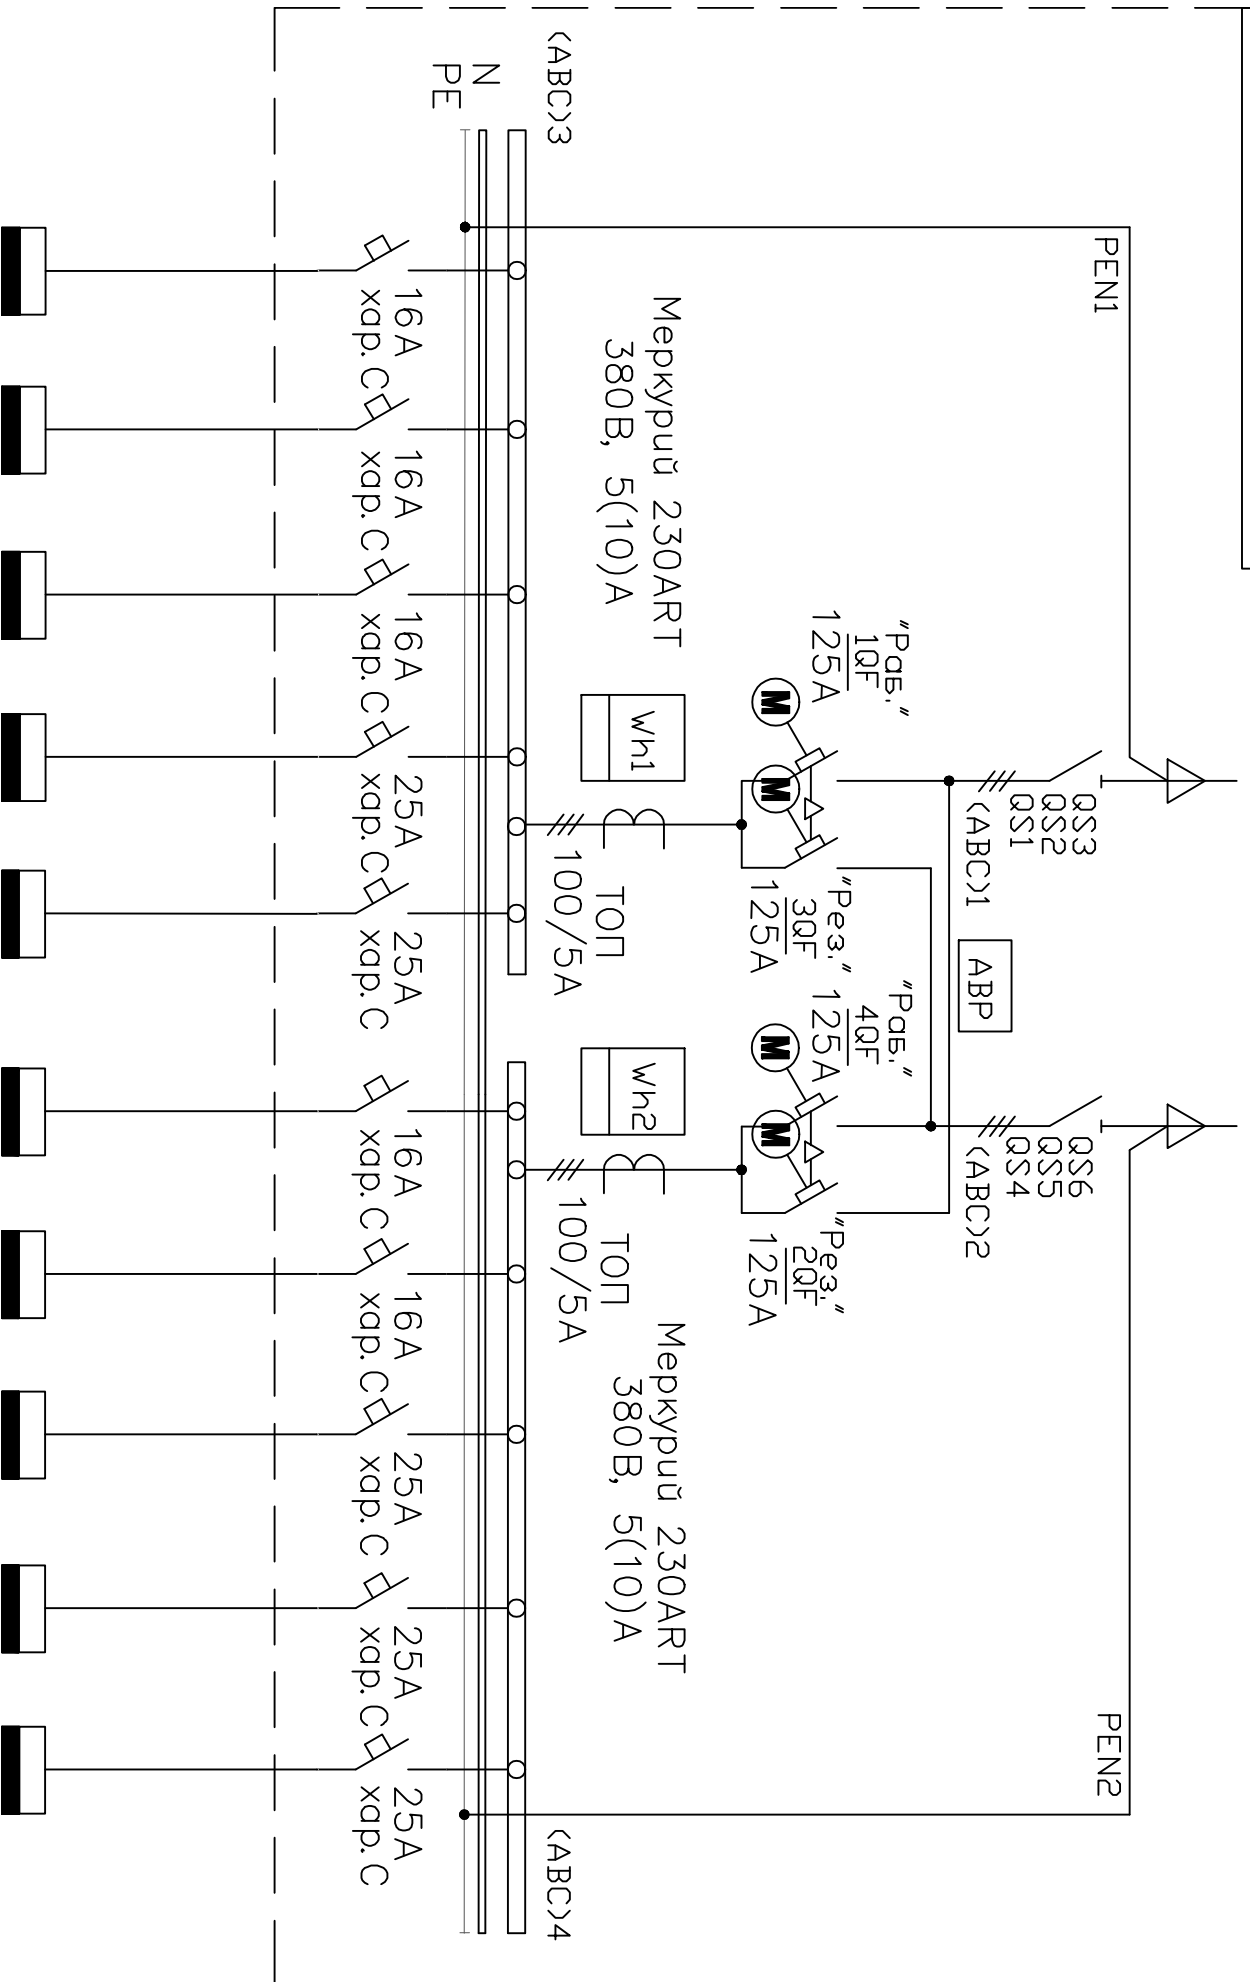 QS3
QS2
QS1
(ABC)1
QS6
QS5
QS4
(ABC)2
PEN1
PEN2
АВР
"Раб."
1QF
125А
"Рез."
3QF
125А
"Раб."
4QF
125А
"Рез."
2QF
125А
М
М
М
М
Меркурий 230ART
380В, 5(10)А
Wh1
ТОП
100/5А
Wh2
ТОП
100/5А
Меркурий 230ART
380В, 5(10)А
(ABC)3
(ABC)4
N
PE
16А
хар. С
16А
хар. С
16А
хар. С
25А
хар. С
25А
хар. С
16А
хар. С
16А
хар. С
25А
хар. С
25А
хар. С
25А
хар. С